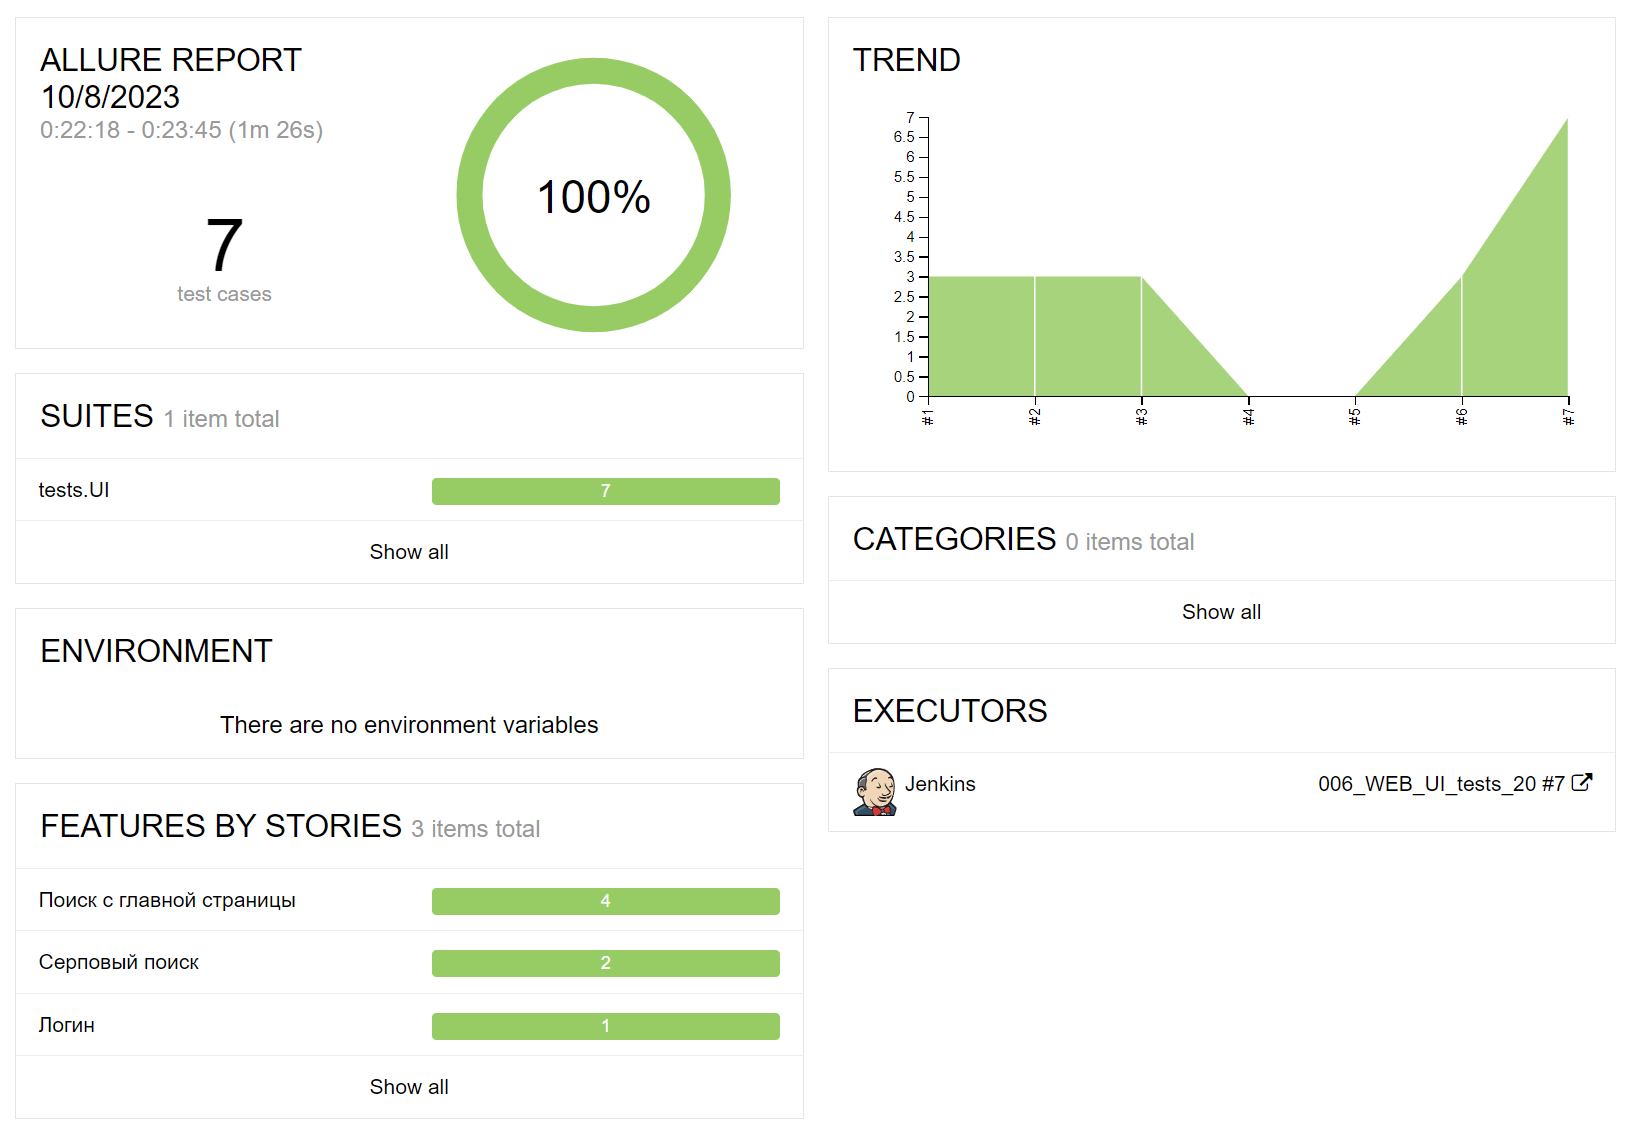 ALLURE REPORT
10/8/2023
0:22:18 - 0:23:45 (1m 26s)
7
test cases
100%
SUITES 1 item total
tests.UI 7
Show all
ENVIRONMENT
There are no environment variables
FEATURES BY STORIES 3 items total
Поиск с главной страницы 4
Серповый поиск 2
Логин 1
Show all
TREND
7
6.5
6
5.5
5
4.5
4
3.5
3
2.5
2
1.5
1
0.5
0
#1 #2 #3 #4 #5 #6 #7
CATEGORIES 0 items total
Show all
EXECUTORS
Jenkins 006_WEB_UI_tests_20 #7